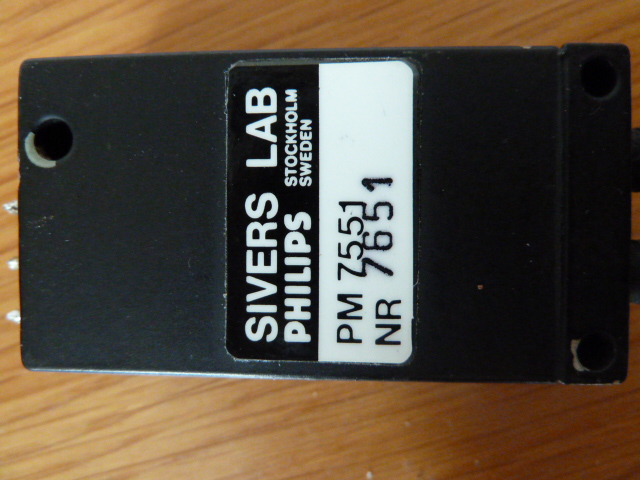 SIVERS LAB
PHILIPS STOCKHOLM
SWEDEN
PM 7551
NR 7651